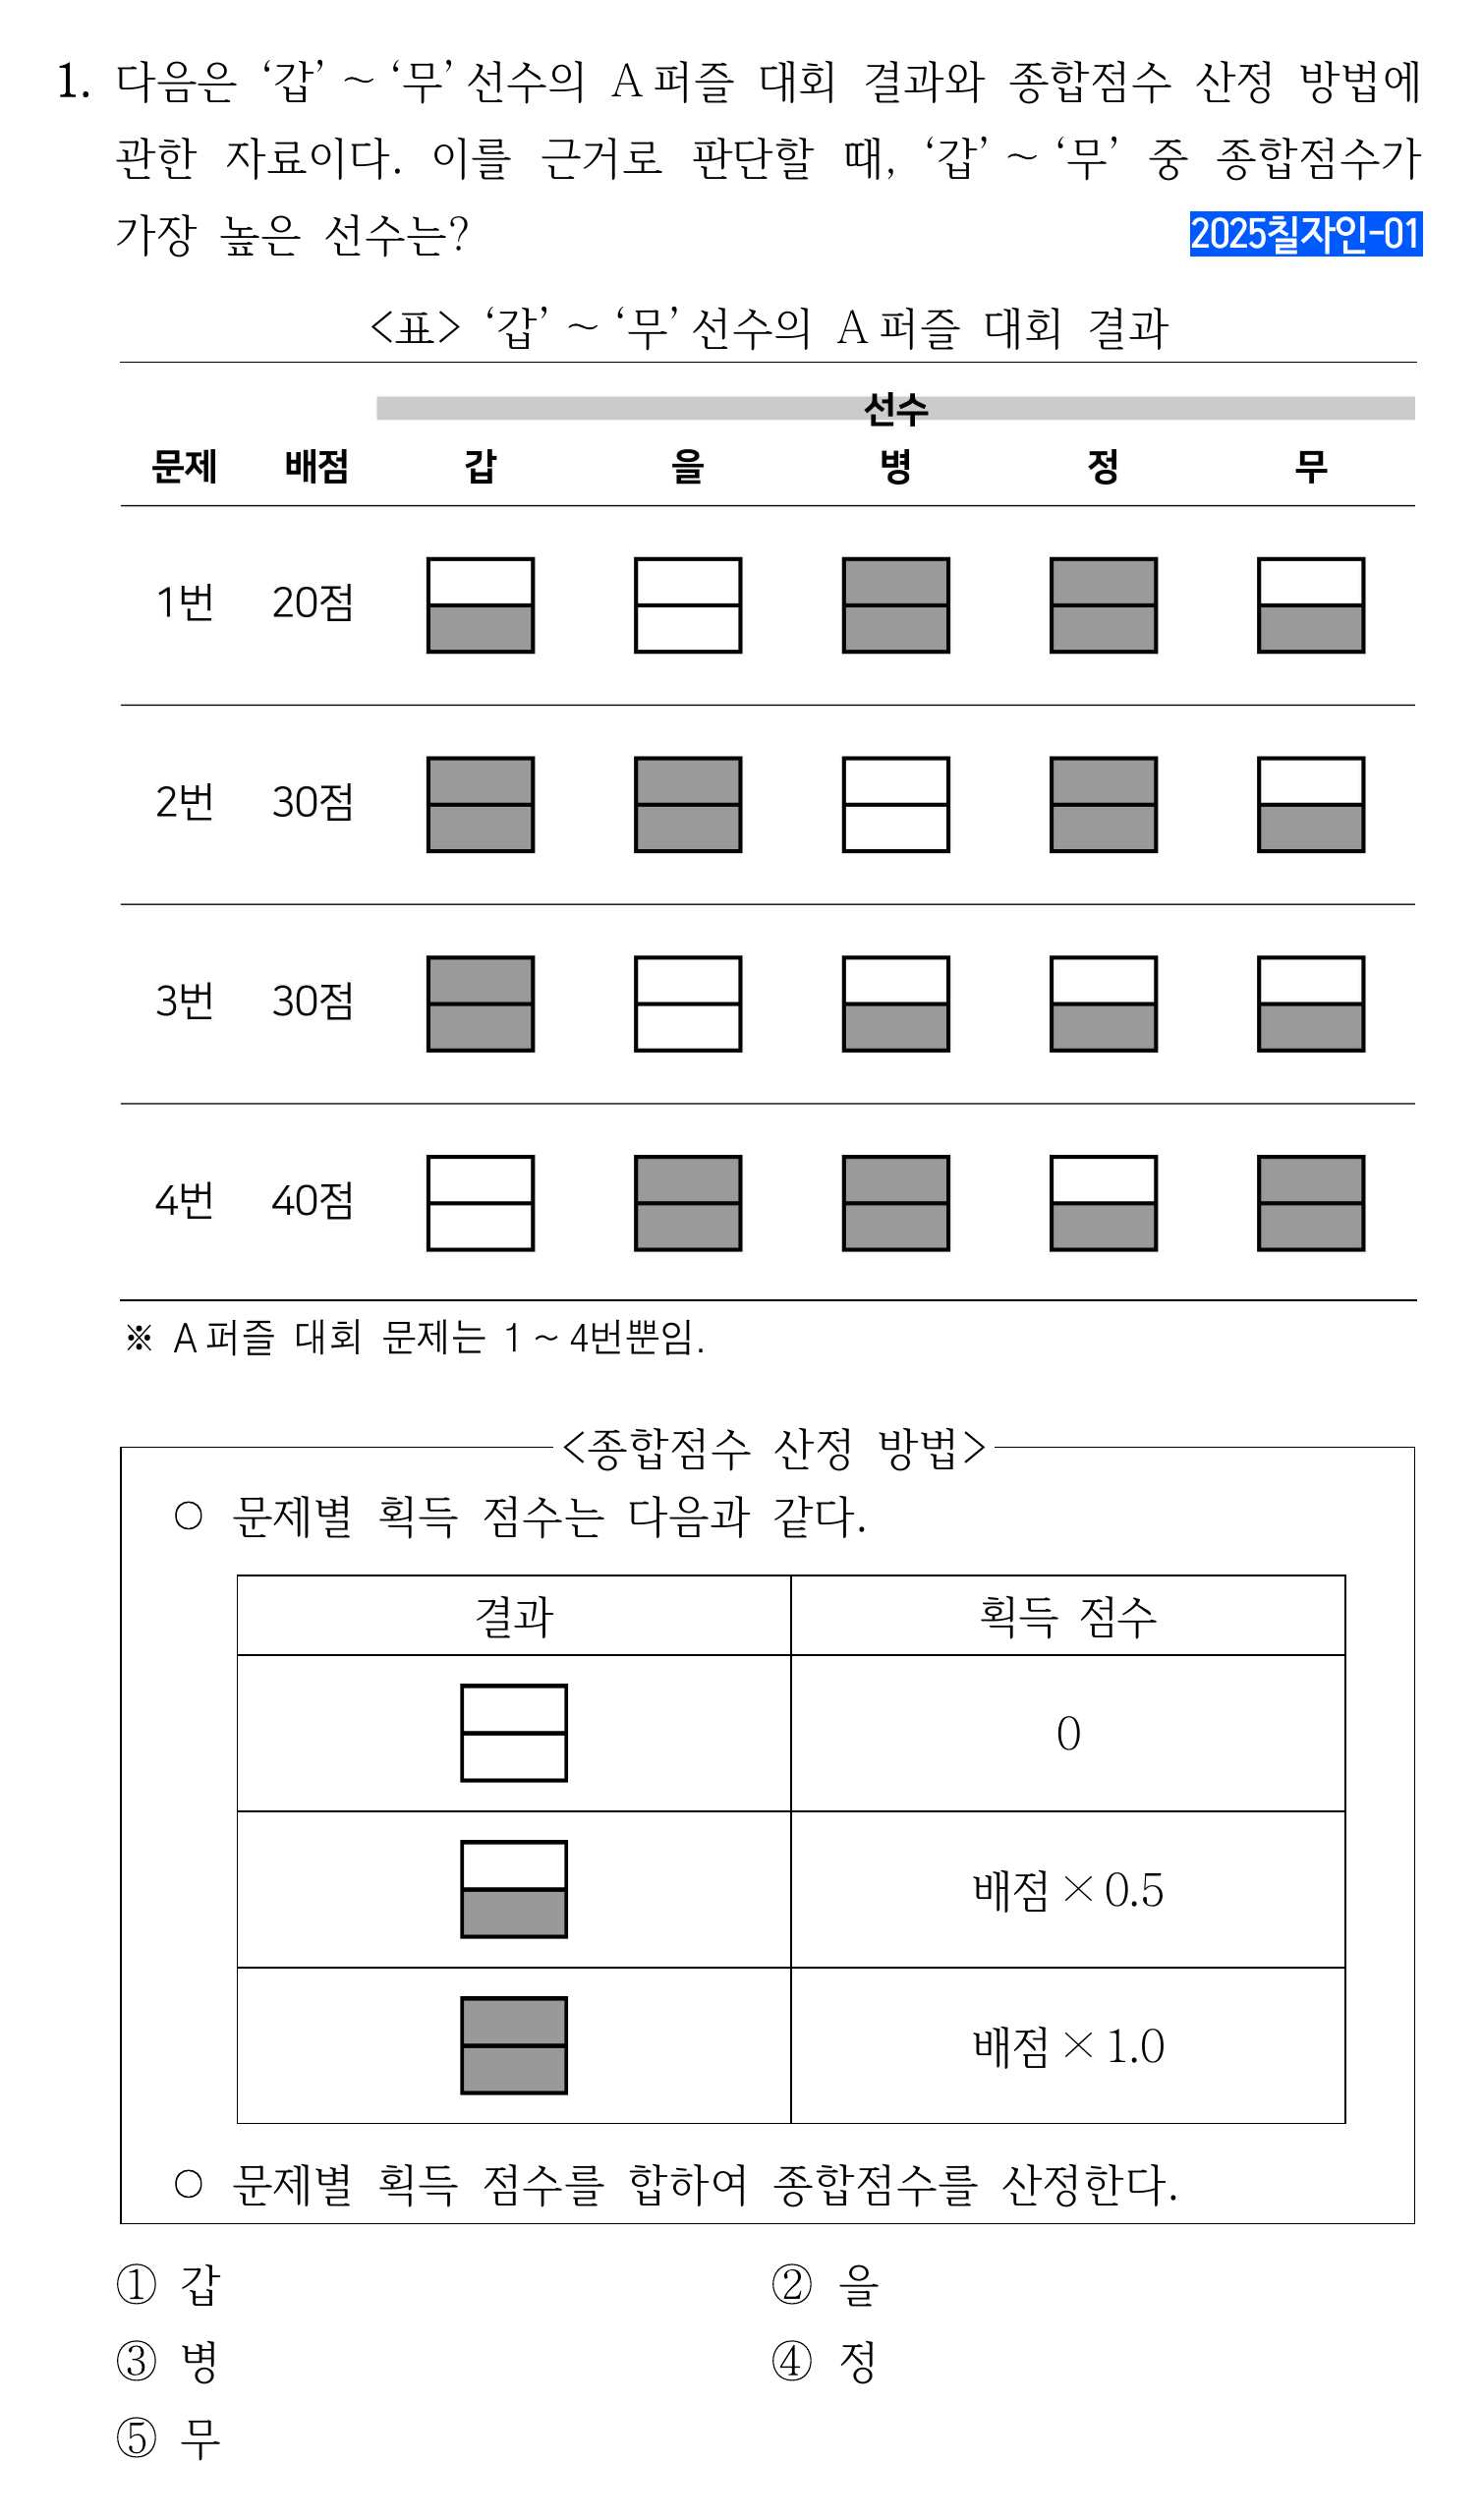 1. 다음은 ‘갑’ ~ ‘무’ 선수의 A 퍼즐 대회 결과와 종합점수 산정 방법에
관한 자료이다. 이를 근거로 판단할 때, ‘갑’ ~ ‘무’ 중 종합점수가
가장 높은 선수는?
2025칠자인-01
<표> ‘갑’ ~ ‘무’ 선수의 A 퍼즐 대회 결과
선수
문제 배점 갑 을 병 정 무
1번 20점
2번 30점
3번 30점
4번 40점
※ A 퍼즐 대회 문제는 1 ~ 4번뿐임.
<종합점수 산정 방법>
○ 문제별 획득 점수는 다음과 같다.
결과 획득 점수
0
배점 × 0.5
배점 × 1.0
○ 문제별 획득 점수를 합하여 종합점수를 산정한다.
① 갑 ② 을
③ 병 ④ 정
⑤ 무